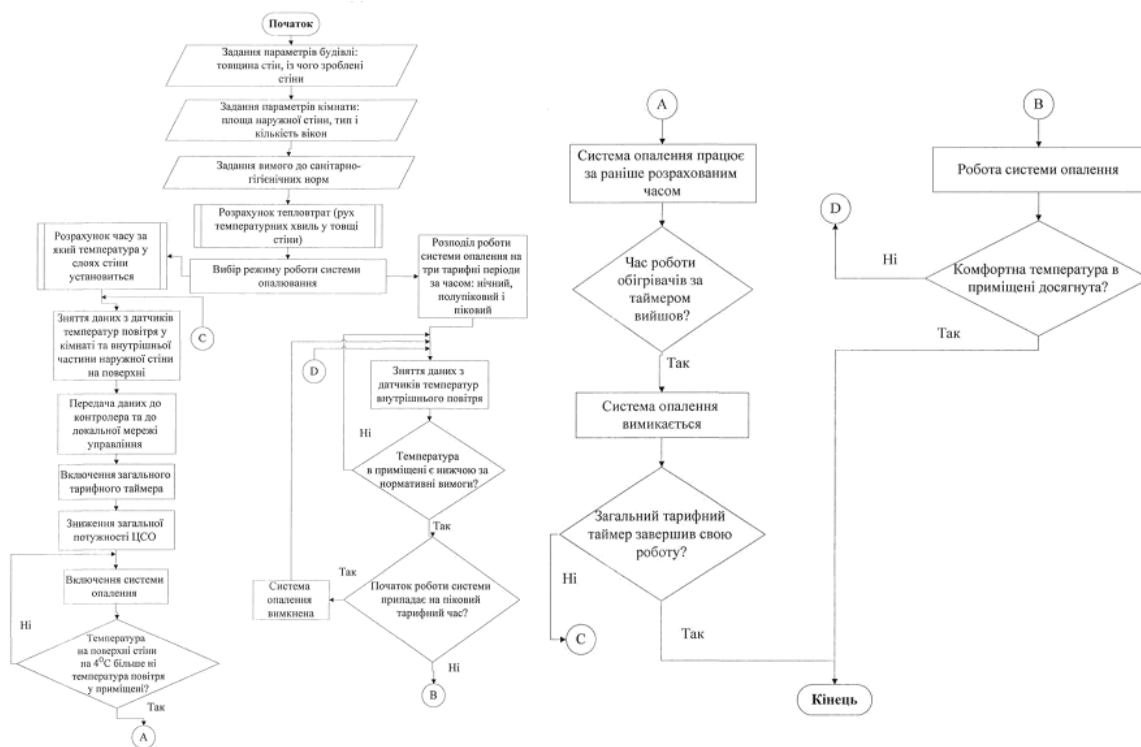 Початок
Задання параметрів будівлі:
товщина стін, із чого зроблені
стіни
Задання параметрів кімнати:
площа наружної стіни, тип і
кількість вікон
Задання вимого до санітарно-
гігієнічних норм
Розрахунок тепловтрат (рух
температурних хвиль у товщі
стіни)
Вибір режиму роботи системи
опалювання
Розрахунок часу за
який температура у
слоях стіни
установиться
C
Зняття даних з датчиків
температур повітря у
кімнаті та внутрішньої
частини наружної стіни
на поверхні
Передача даних до
контролера та до
локальної мережі
управління
Включення загального
тарифного таймера
Зниження загальної
потужності ЦСО
Включення системи
опалення
Ні
Температура
на поверхні стіни
на 4⁰С більше ні
температура повітря
у приміщені?
Так
A
Розподіл роботи
системи опалення на
три тарифні періоди
за часом: нічний,
полупіковий і
піковий
D
Зняття даних з
датчиків температур
внутрішнього повітря
Ні
Температура
в приміщені є нижчою за
нормативні вимоги?
Так
Так
Система
опалення
вимкнена
Початок роботи системи
припадає на піковий
тарифний час?
Ні
B
A
Система опалення працює
за раніше розрахованим
часом
Час роботи
обігрівачів за
таймером
вийшов?
Так
Система опалення
вимикається
Загальний тарифний
таймер завершив свою
роботу?
Ні
C
Так
B
Робота системи опалення
D
Ні
Комфортна температура в
приміщені досягнута?
Так
Кінець